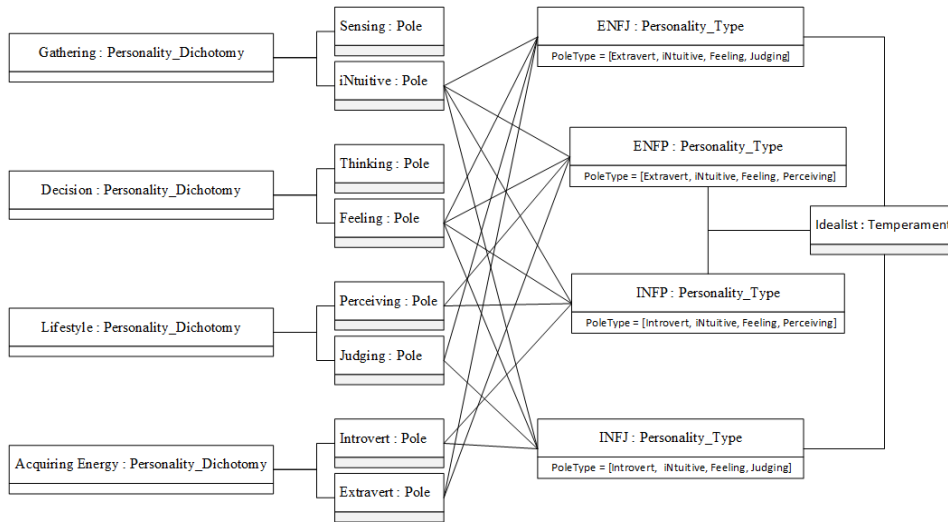 Gathering : Personality_Dichotomy
Sensing : Pole
iNtuitive : Pole
Decision : Personality_Dichotomy
Thinking : Pole
Feeling : Pole
Lifestyle : Personality_Dichotomy
Perceiving : Pole
Judging : Pole
Acquiring Energy : Personality_Dichotomy
Introvert : Pole
Extravert : Pole
ENFJ : Personality_Type
PoleType = [Extravert, iNtuitive, Feeling, Judging]
ENFP : Personality_Type
PoleType = [Extravert, iNtuitive, Feeling, Perceiving]
INFP : Personality_Type
PoleType = [Introvert, iNtuitive, Feeling, Perceiving]
INFJ : Personality_Type
PoleType = [Introvert, iNtuitive, Feeling, Judging]
Idealist : Temperament